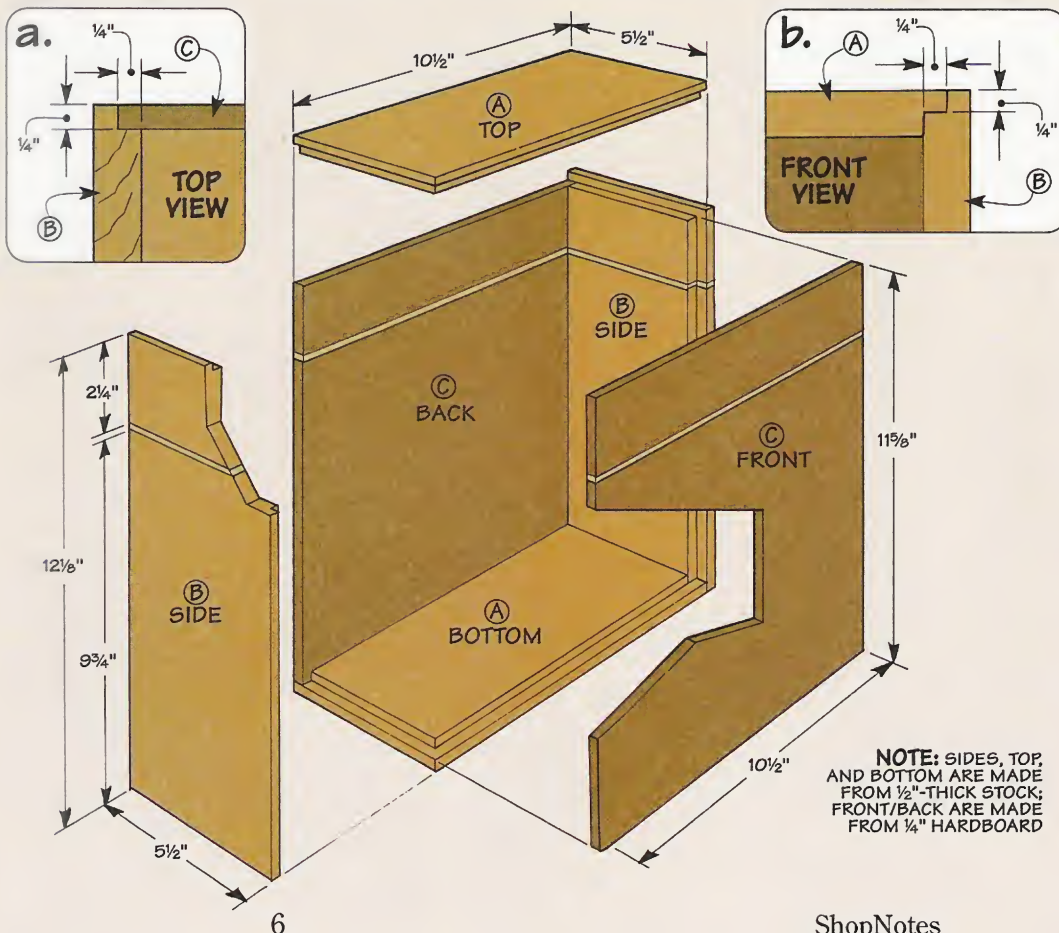 a.
¼"
Ⓒ
¼"
TOP
VIEW
Ⓑ
10½"
5½"
Ⓐ
TOP
b.
Ⓐ
¼"
¼"
FRONT
VIEW
Ⓑ
2¼"
12⅛"
9¾"
Ⓑ
SIDE
5½"
Ⓒ
BACK
Ⓑ
SIDE
Ⓐ
BOTTOM
Ⓒ
FRONT
11⅝"
10½"
NOTE: SIDES, TOP,
AND BOTTOM ARE MADE
FROM ½"-THICK STOCK;
FRONT/BACK ARE MADE
FROM ¼" HARDBOARD
6
ShopNotes